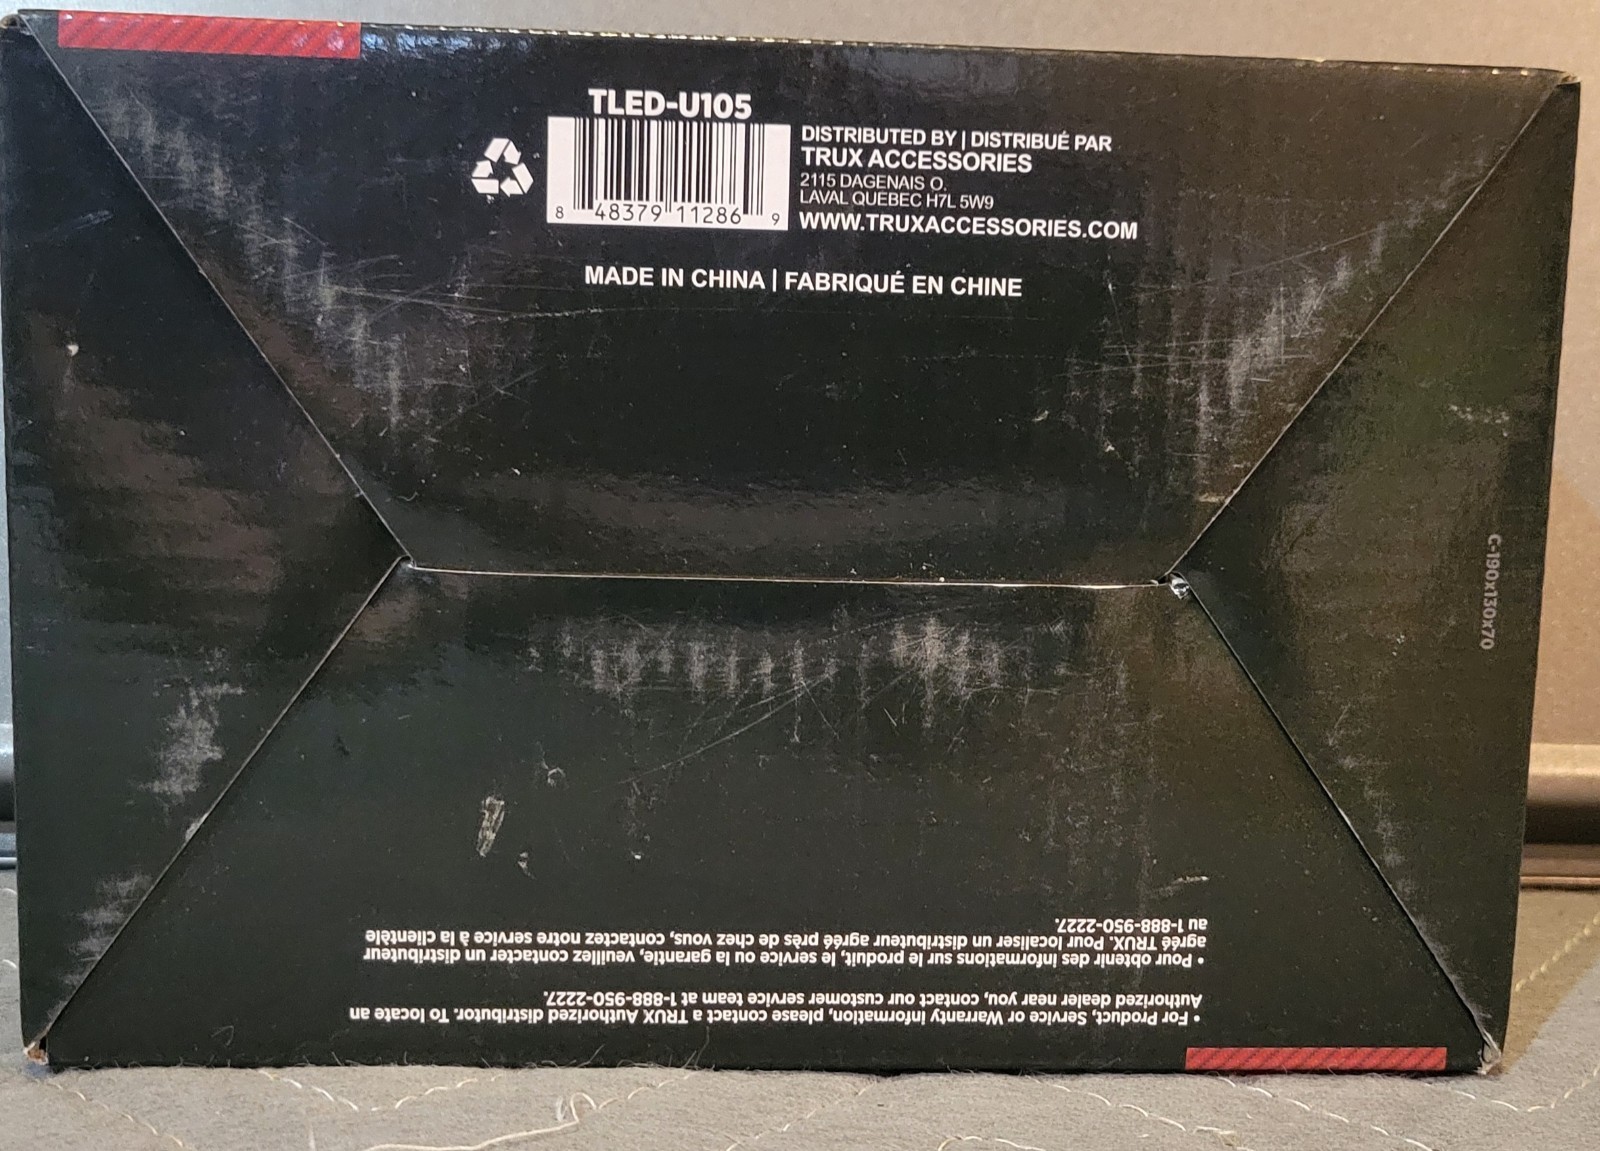 TLED-U105
8 48379 11286 9
DISTRIBUTED BY | DISTRIBUÉ PAR
TRUX ACCESSORIES
2115 DAGENAIS O.
LAVAL QUEBEC H7L 5W9
WWW.TRUXACCESSORIES.COM
MADE IN CHINA | FABRIQUÉ EN CHINE
C-190x130x70
• For Product, Service or Warranty information, please contact a TRUX Authorized distributor. To locate an
Authorized dealer near you, contact our customer service team at 1-888-950-2227.
• Pour obtenir des informations sur le produit, le service ou la garantie, veuillez contacter un distributeur
agréé TRUX. Pour localiser un distributeur agréé près de chez vous, contactez notre service à la clientèle
au 1-888-950-2227.